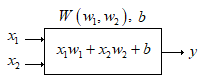 W (w₁, w₂), b
x₁
x₁w₁ + x₂w₂ + b
y
x₂